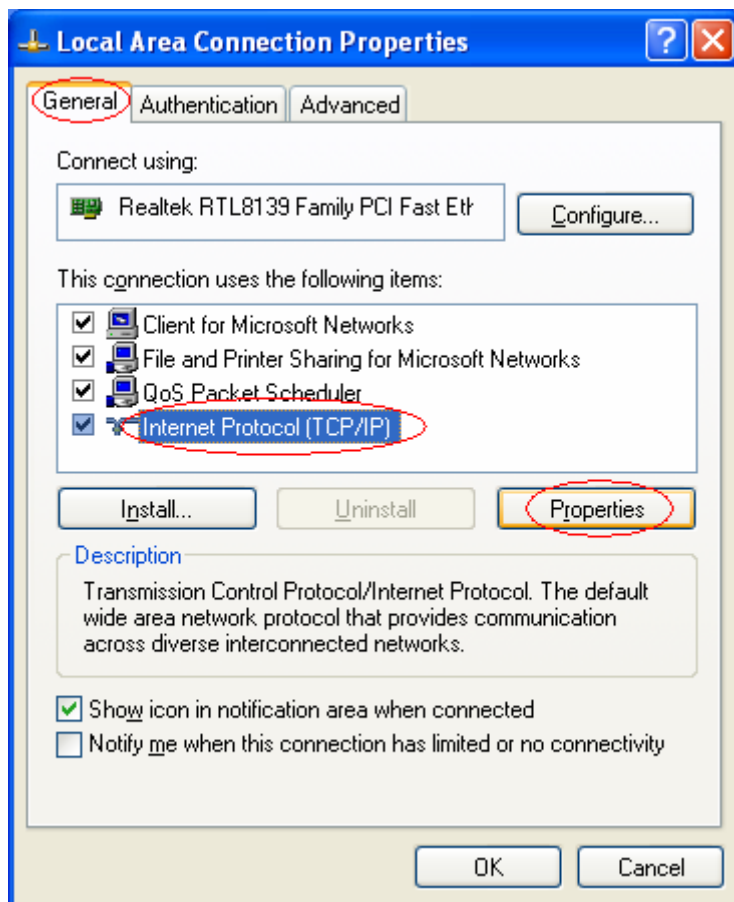 Local Area Connection Properties
General Authentication Advanced
Connect using:
Realtek RTL8139 Family PCI Fast Eth
Configure...
This connection uses the following items:
Client for Microsoft Networks
File and Printer Sharing for Microsoft Networks
QoS Packet Scheduler
Internet Protocol (TCP/IP)
Install... Uninstall Properties
Description
Transmission Control Protocol/Internet Protocol. The default
wide area network protocol that provides communication
across diverse interconnected networks.
Show icon in notification area when connected
Notify me when this connection has limited or no connectivity
OK Cancel